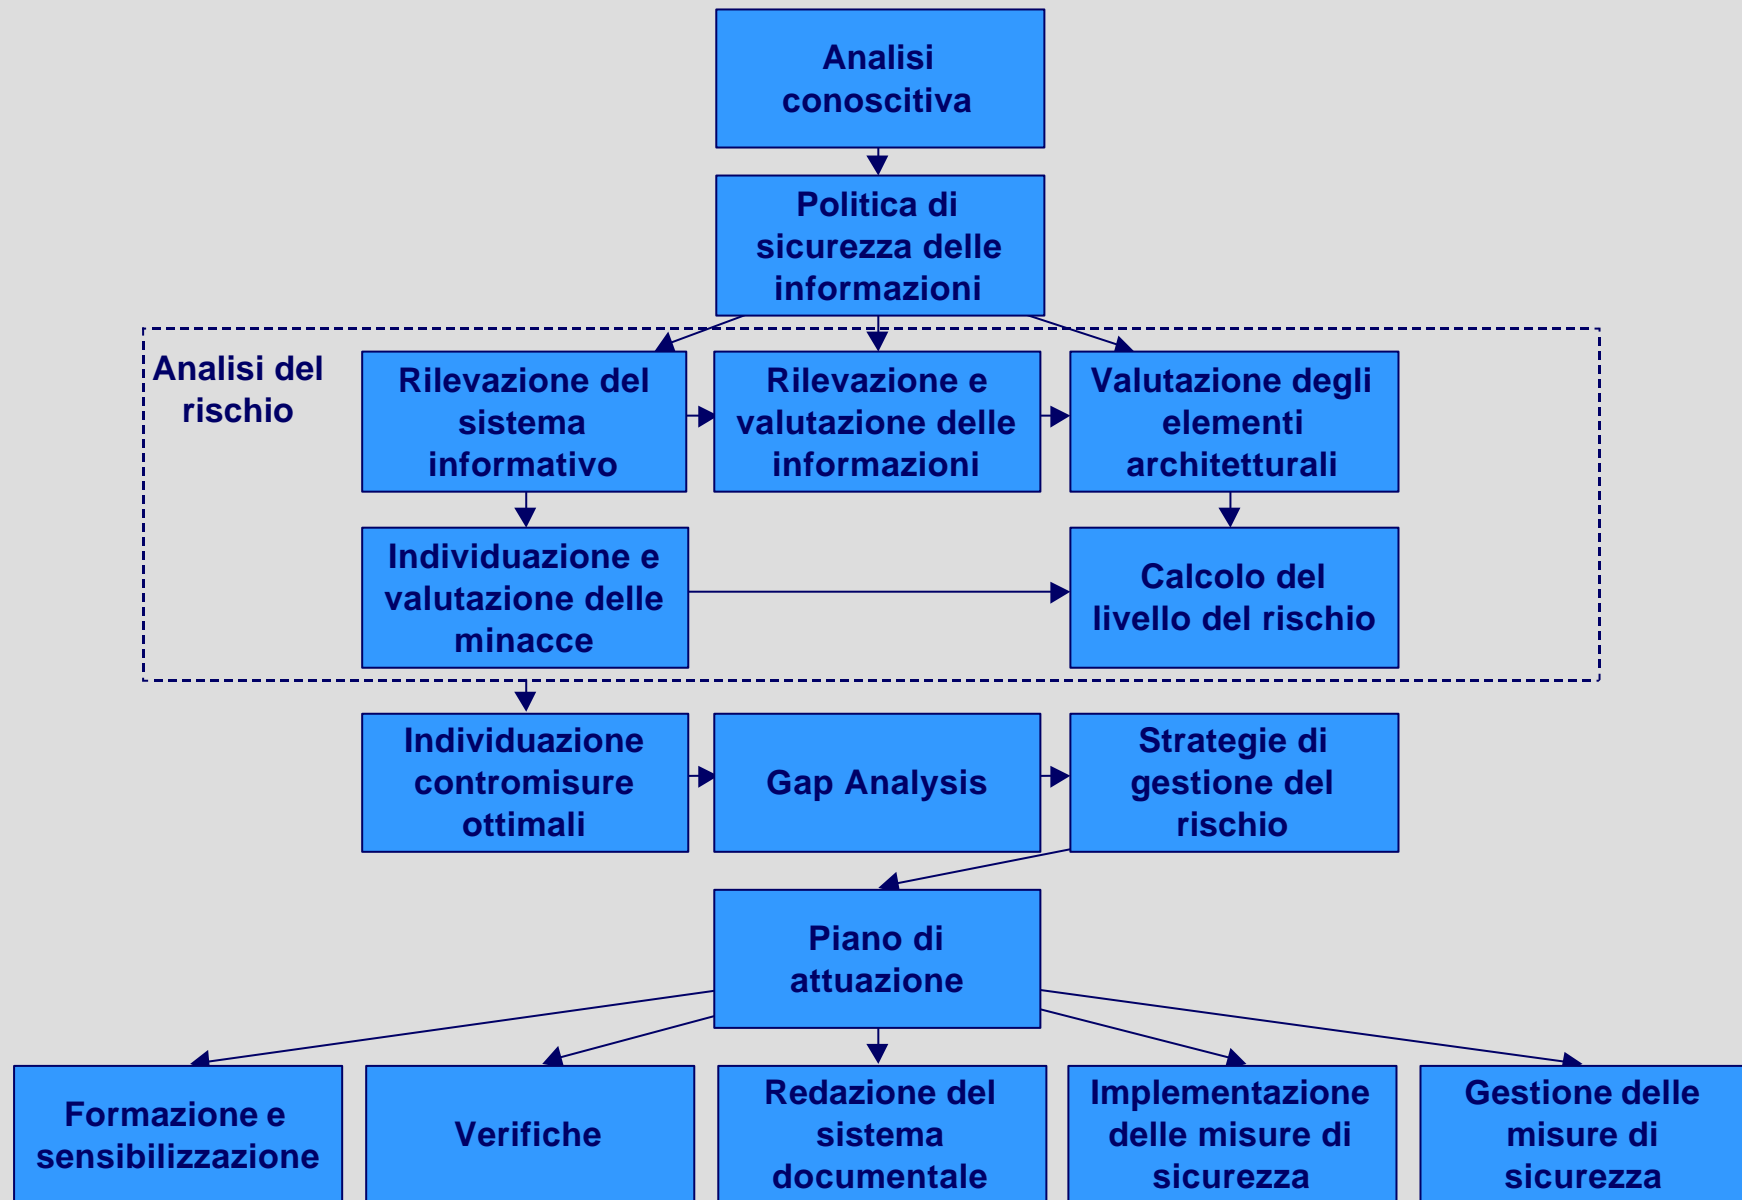 Analisi
conoscitiva
Politica di
sicurezza delle
informazioni
Analisi del
rischio
Rilevazione del
sistema
informativo
Rilevazione e
valutazione delle
informazioni
Valutazione degli
elementi
architetturali
Individuazione e
valutazione delle
minacce
Calcolo del
livello del rischio
Individuazione
contromisure
ottimali
Gap Analysis
Strategie di
gestione del
rischio
Piano di
attuazione
Formazione e
sensibilizzazione
Verifiche
Redazione del
sistema
documentale
Implementazione
delle misure di
sicurezza
Gestione delle
misure di
sicurezza